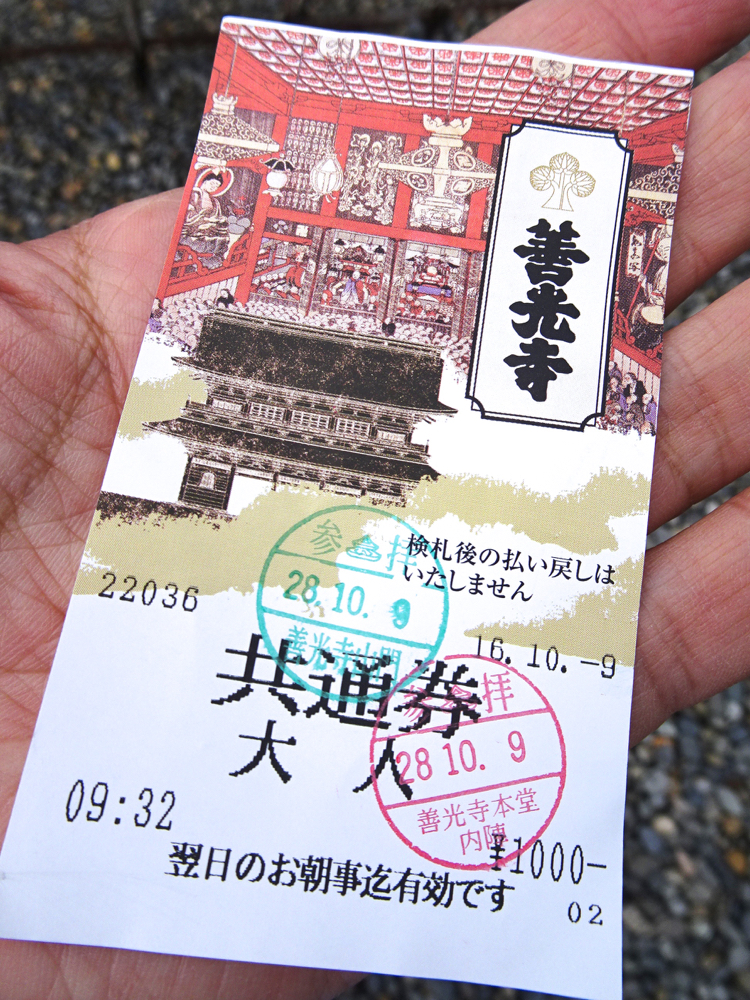 善光寺
検札後の払い戻しは
いたしません
22036
16.10.-9
参拝
28.10.9
善光寺山門
共通券
大人
参拝
28 10. 9
善光寺本堂
内陣
09:32
¥1000-
翌日のお朝事迄有効です
02